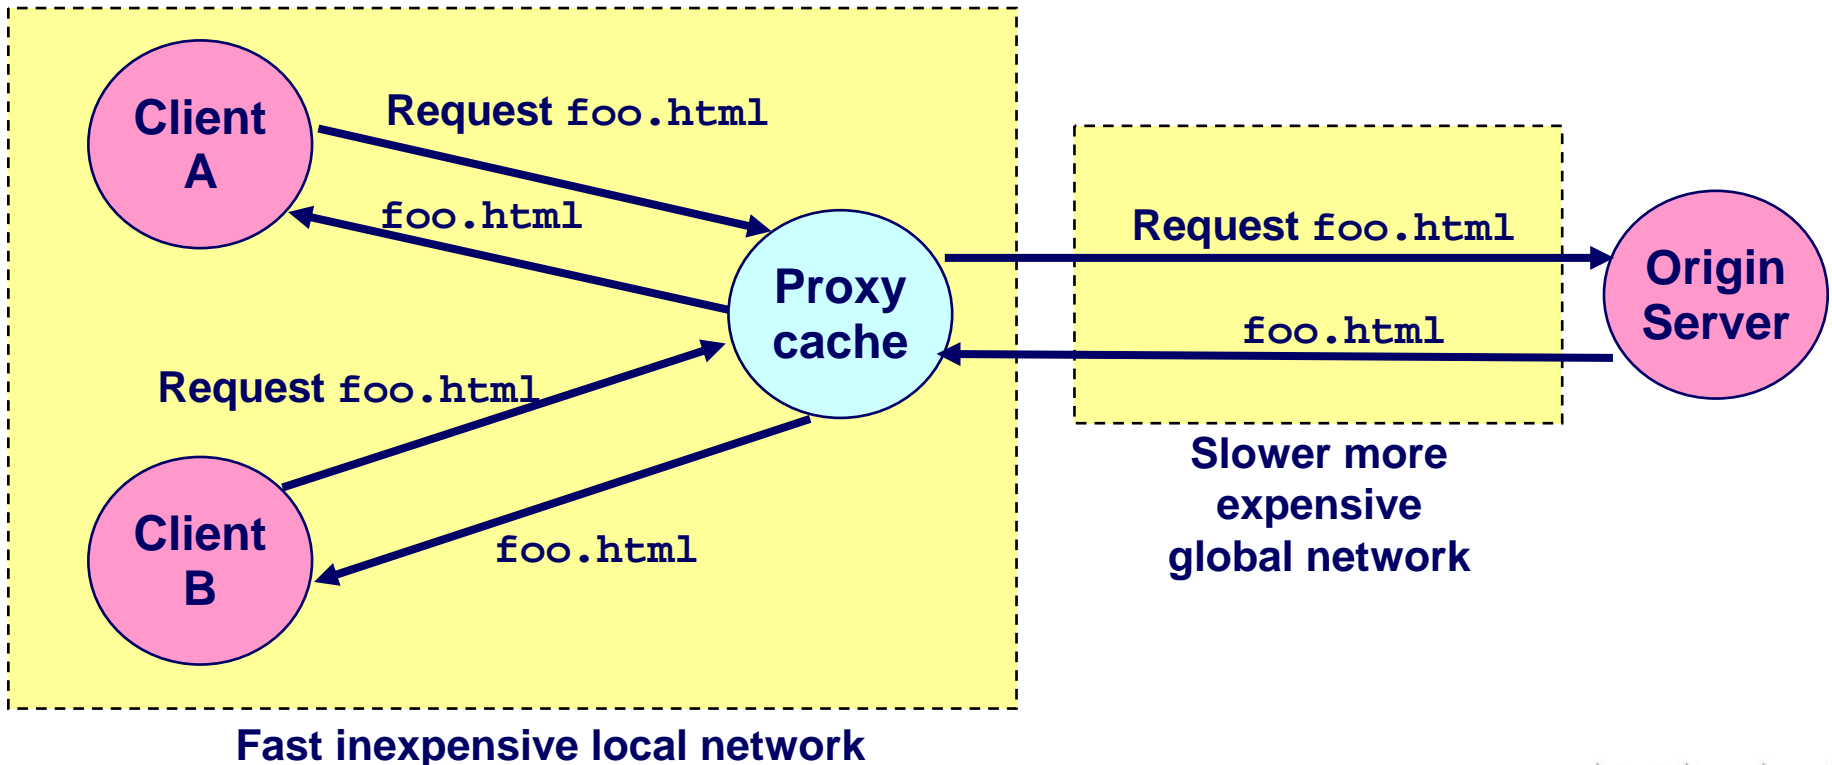 Client
A
Request foo.html
foo.html
Proxy
cache
Request foo.html
foo.html
Origin
Server
Request foo.html
Client
B
foo.html
Slower more
expensive
global network
Fast inexpensive local network